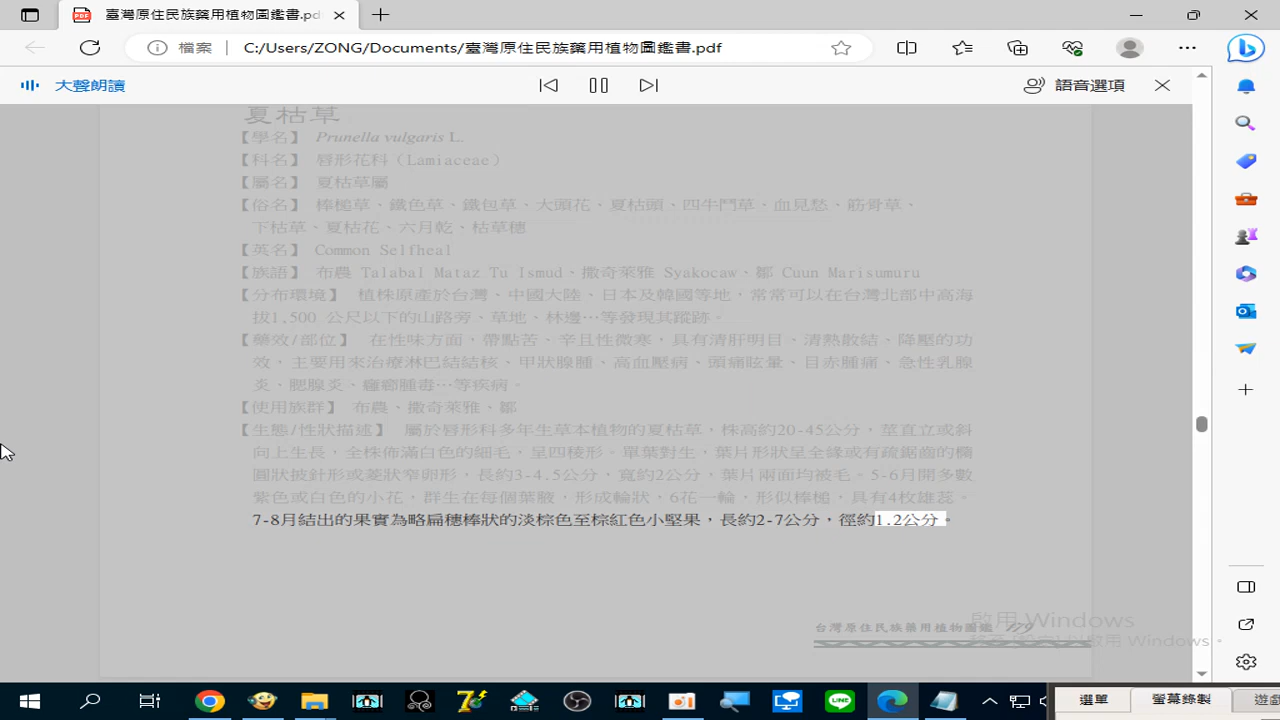 臺灣原住民族藥用植物圖鑑書.pdf
檔案 C:/Users/ZONG/Documents/臺灣原住民族藥用植物圖鑑書.pdf
大聲朗讀
語音選項
夏枯草
【學名】 Prunella vulgaris L.
【科名】 唇形花科（Lamiaceae）
【屬名】 夏枯草屬
【俗名】 棒槌草、鐵色草、鐵包草、大頭花、夏枯頭、四牛鬥草、血見愁、筋骨草、
下枯草、夏枯花、六月乾、枯草穗
【英名】 Common Selfheal
【族語】 布農 Talabal Mataz Tu Ismud、撒奇萊雅 Syakocaw、鄒 Cuun Marisumuru
【分布環境】 植株原產於台灣、中國大陸、日本及韓國等地，常常可以在台灣北部中高海
拔1,500 公尺以下的山路旁、草地、林邊…等發現其蹤跡。
【藥效/部位】 在性味方面，帶點苦、辛且性微寒，具有清肝明目、清熱散結、降壓的功
效，主要用來治療淋巴結結核、甲狀腺腫、高血壓病、頭痛眩暈、目赤腫痛、急性乳腺
炎、腮腺炎、癰癤腫毒…等疾病。
【使用族群】 布農、撒奇萊雅、鄒
【生態/性狀描述】 屬於唇形科多年生草本植物的夏枯草，株高約20-45公分，莖直立或斜
向上生長，全株佈滿白色的細毛，呈四稜形。單葉對生，葉片形狀呈全緣或有疏鋸齒的橢
圓狀披針形或菱狀窄卵形，長約3-4.5公分，寬約2公分，葉片兩面均被毛。5-6月開多數
紫色或白色的小花，群生在每個葉腋，形成輪狀，6花一輪，形似棒槌，具有4枚雄蕊。
7-8月結出的果實為略扁穗棒狀的淡棕色至棕紅色小堅果，長約2-7公分，徑約1.2公分。
台灣原住民族藥用植物圖鑑 179
啟用 Windows
選單
螢幕錄製